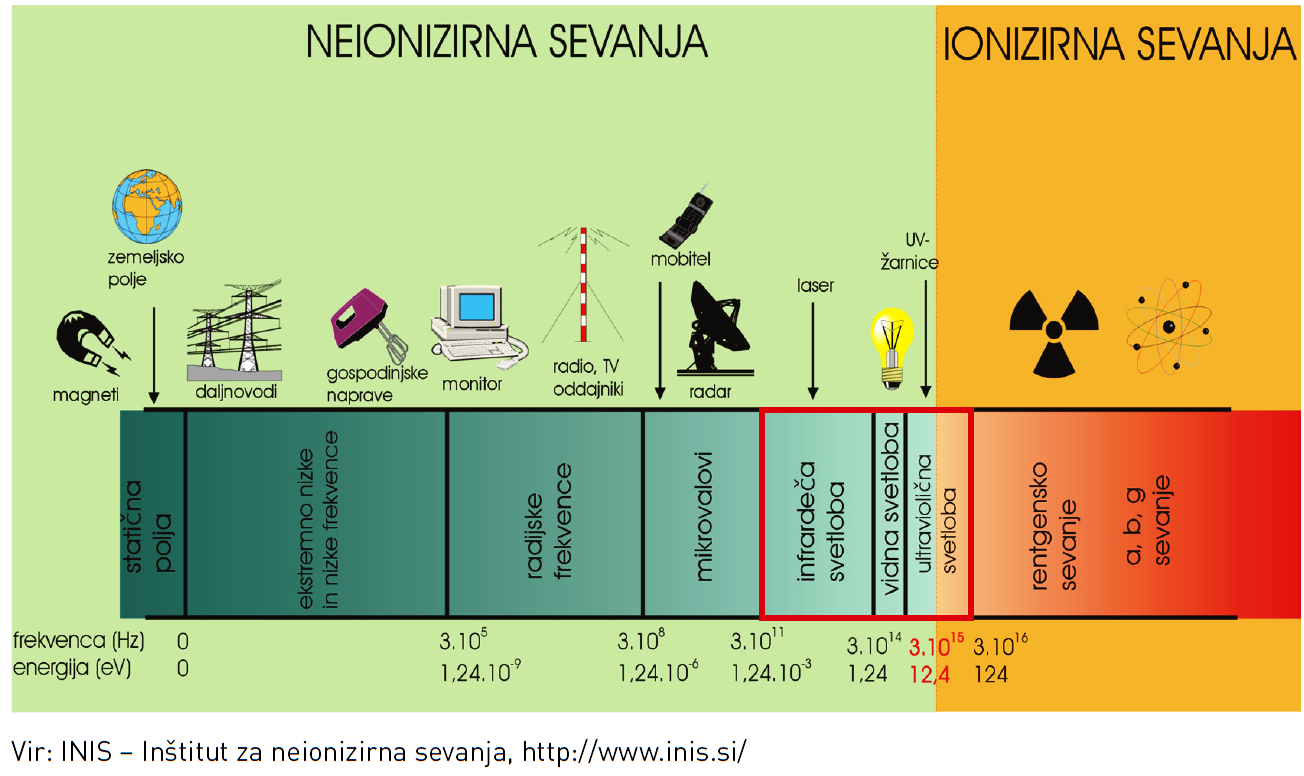 NEIONIZIRNA SEVANJA
IONIZIRNA SEVANJA
zemeljsko
polje
magneti
daljnovodi
gospodinjske
naprave
monitor
radio, TV
oddajniki
mobitel
radar
laser
UV-
žarnice
statična
polja
ekstremno nizke
in nizke frekvence
radijske
frekvence
mikrovalovi
infrardeča
svetloba
vidna svetloba
ultraviolična
svetloba
rentgensko
sevanje
a, b, g
sevanje
frekvenca (Hz) 0 3.10⁵ 3.10⁸ 3.10¹¹ 3.10¹⁴ 3.10¹⁵ 3.10¹⁶
energija (eV) 0 1,24.10⁻⁹ 1,24.10⁻⁶ 1,24.10⁻³ 1,24 12,4 124
Vir: INIS – Inštitut za neionizirna sevanja, http://www.inis.si/